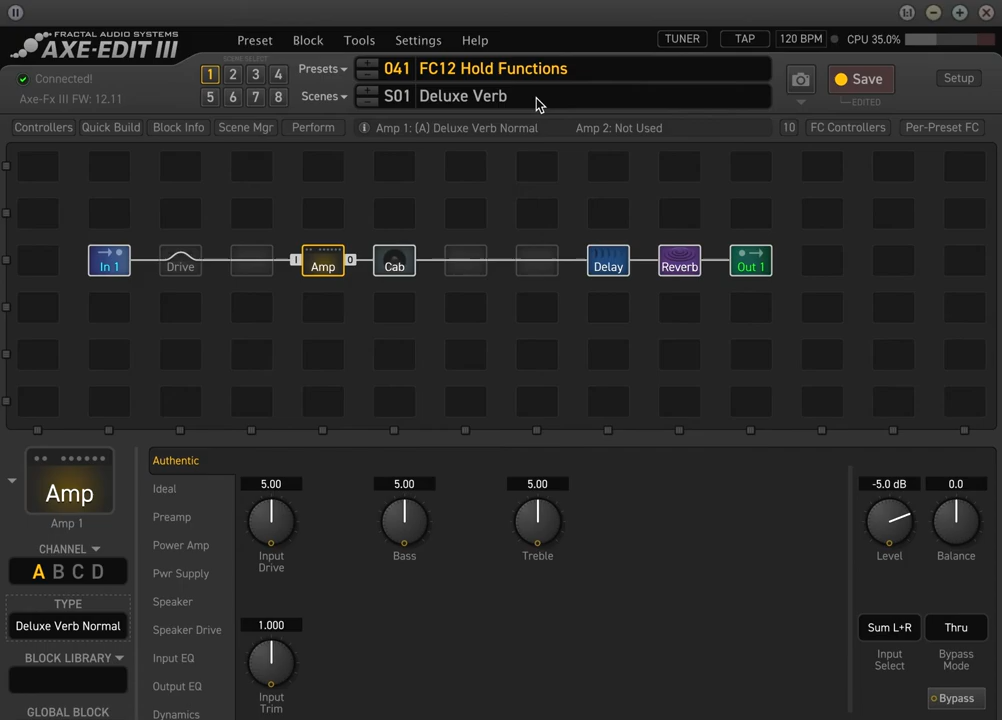 1:1
FRACTAL AUDIO SYSTEMS
AXE-EDIT III
Preset Block Tools Settings Help
TUNER TAP 120 BPM CPU 35.0%
Connected!
Axe-Fx III FW: 12.11
SCENE SELECT
1 2 3 4
5 6 7 8
Presets
041 FC12 Hold Functions
Scenes
S01 Deluxe Verb
Save
EDITED
Setup
Controllers Quick Build Block Info Scene Mgr Perform
Amp 1: (A) Deluxe Verb Normal Amp 2: Not Used
10 FC Controllers Per-Preset FC
In 1 Drive I Amp O Cab Delay Reverb Out 1
Amp
Amp 1
CHANNEL
A B C D
TYPE
Deluxe Verb Normal
BLOCK LIBRARY
GLOBAL BLOCK
Authentic
Ideal
Preamp
Power Amp
Pwr Supply
Speaker
Speaker Drive
Input EQ
Output EQ
Dynamics
5.00 5.00 5.00
Input Bass Treble
Drive
1.000
Input
Trim
-5.0 dB 0.0
Level Balance
Sum L+R Thru
Input Bypass
Select Mode
Bypass